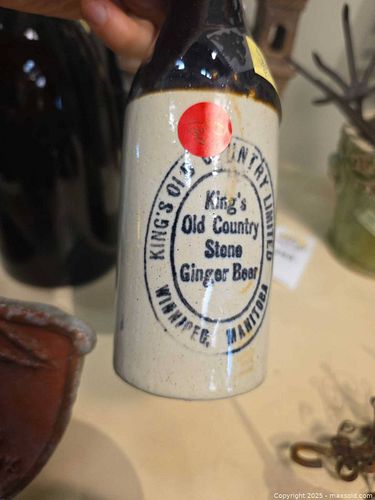 KING'S OLD COUNTRY LIMITED
King's
Old Country
Stone
Ginger Beer
WINNIPEG, MANITOBA
Copyright 2025 - maxsold.com